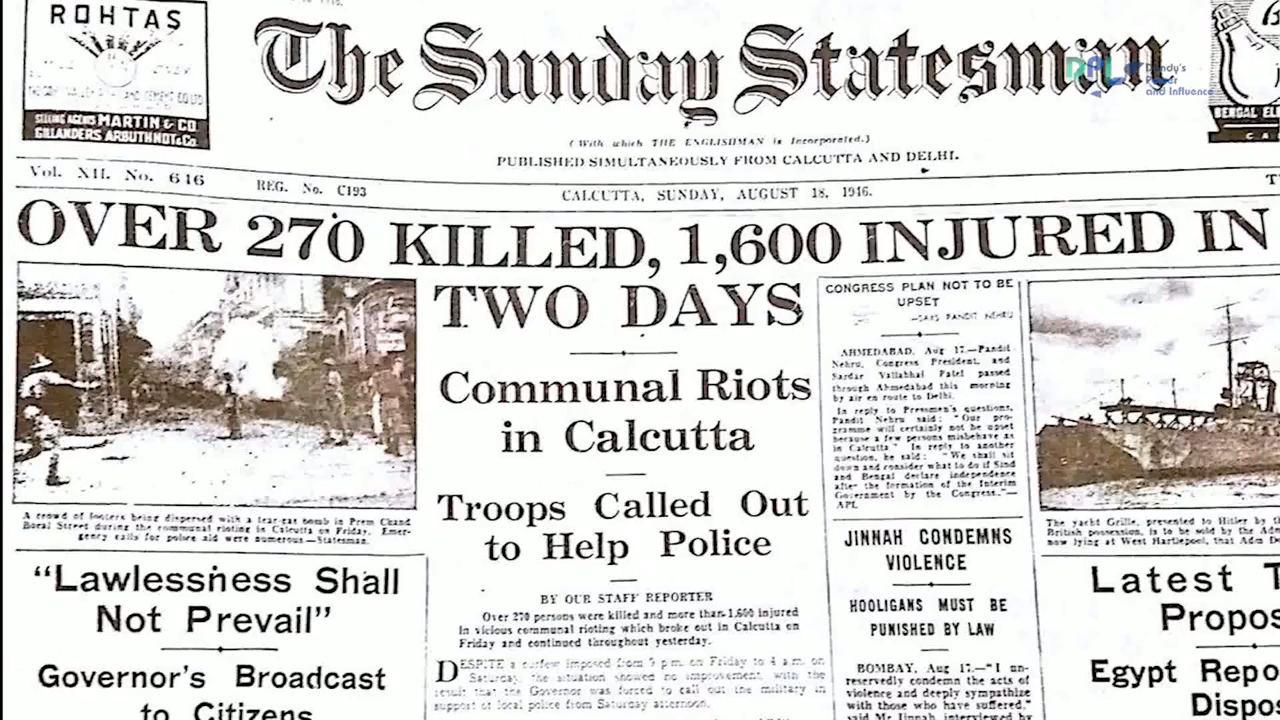 ROHTAS
SELLING AGENTS MARTIN & CO
GILLANDERS ARBUTHNOT & Co.
The Sunday Statesman
Dandy's
Power
and Influence
BENGAL EL
CA
(With which THE ENGLISHMAN is Incorporated.)
PUBLISHED SIMULTANEOUSLY FROM CALCUTTA AND DELHI.
Vol. XII. No. 646
REG. No. C193
CALCUTTA, SUNDAY, AUGUST 18, 1946.
T
OVER 270 KILLED, 1,600 INJURED IN
TWO DAYS
Communal Riots
in Calcutta
Troops Called Out
to Help Police
BY OUR STAFF REPORTER
Over 270 persons were killed and more than 1,600 injured
in vicious communal rioting which broke out in Calcutta on
Friday and continued throughout yesterday.
DESPITE a curfew imposed from 9 p.m. on Friday to 4 a.m. on
Saturday, the situation showed no improvement, with the
result that the Governor was forced to call out the military in
support of local police from Saturday afternoon.
A crowd of looters being dispersed with a tear-gas bomb in Prem Chand
Boral Street during the communal rioting in Calcutta on Friday. Emer-
gency calls for police aid were numerous.—Statesman.
“Lawlessness Shall
Not Prevail”
Governor's Broadcast
to Citizens
CONGRESS PLAN NOT TO BE
UPSET
—SAYS PANDIT NEHRU
AHMEDABAD, Aug 17.—Pandit
Nehru, Congress President, and
Sardar Vallabhai Patel passed
through Ahmedabad this morning
by air en route to Delhi.
In reply to Pressmen's questions,
Pandit Nehru said: "Our pro-
gramme will certainly not be upset
because a few persons misbehave as
in Calcutta" In reply to another
question, he said: "We shall sit
down and consider what to do if Sind
and Bengal declare independence
after the formation of the Interim
Government by the Congress."—
API.
JINNAH CONDEMNS
VIOLENCE
HOOLIGANS MUST BE
PUNISHED BY LAW
BOMBAY, Aug 17.—"I un-
reservedly condemn the acts of
violence and deeply sympathize
with those who have suffered,"
said Mr Jinnah interviewed by
The yacht Grille, presented to Hitler by
British possession, is to be sold by the Adm
now lying at West Hartlepool, that Adm D
Latest T
Propos
Egypt Repo
Dispo